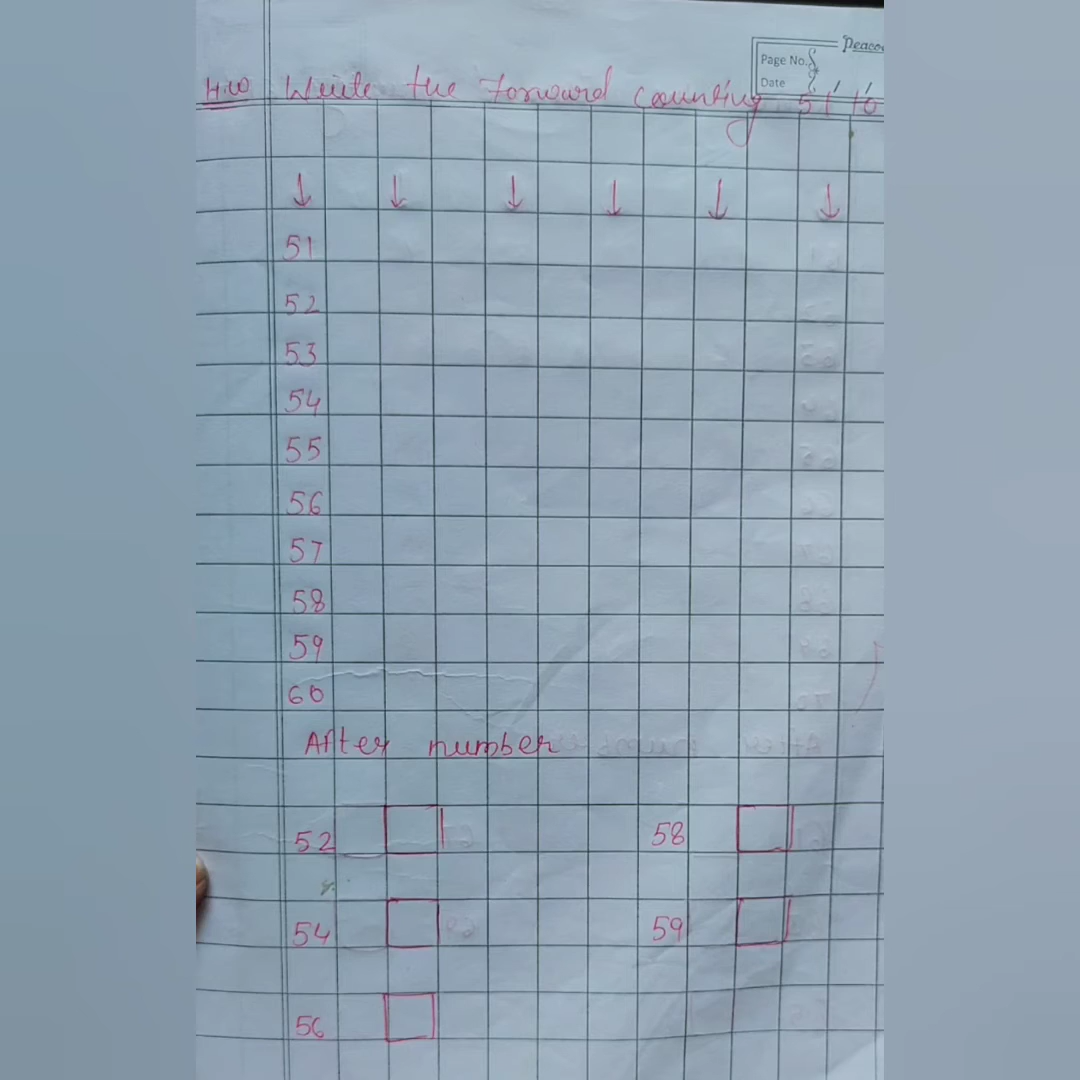 Peaco
Page No.
Date
H.W Write the forward counting 51 to
↓ ↓ ↓ ↓ ↓ ↓
51
52
53
54
55
56
57
58
59
60
After number
52 58
54 59
56